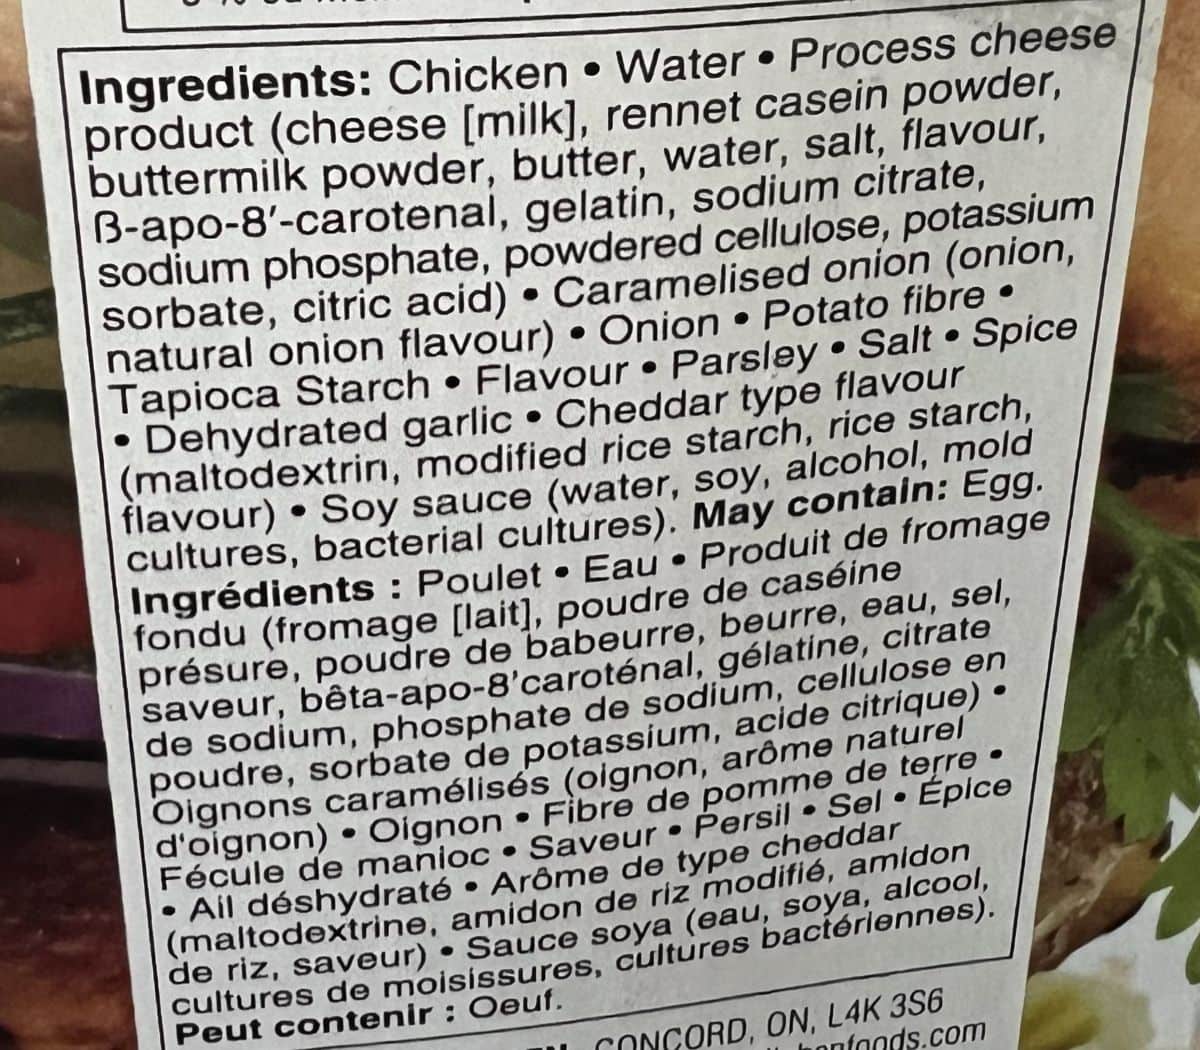 Ingredients: Chicken • Water • Process cheese
product (cheese [milk], rennet casein powder,
buttermilk powder, butter, water, salt, flavour,
ß-apo-8′-carotenal, gelatin, sodium citrate,
sodium phosphate, powdered cellulose, potassium
sorbate, citric acid) • Caramelised onion (onion,
natural onion flavour) • Onion • Potato fibre •
Tapioca Starch • Flavour • Parsley • Salt • Spice
• Dehydrated garlic • Cheddar type flavour
(maltodextrin, modified rice starch, rice starch,
flavour) • Soy sauce (water, soy, alcohol, mold
cultures, bacterial cultures). May contain: Egg.
Ingrédients : Poulet • Eau • Produit de fromage
fondu (fromage [lait], poudre de caséine
présure, poudre de babeurre, beurre, eau, sel,
saveur, bêta-apo-8'caroténal, gélatine, citrate
de sodium, phosphate de sodium, cellulose en
poudre, sorbate de potassium, acide citrique) •
Oignons caramélisés (oignon, arôme naturel
d'oignon) • Oignon • Fibre de pomme de terre •
Fécule de manioc • Saveur • Persil • Sel • Épice
• Ail déshydraté • Arôme de type cheddar
(maltodextrine, amidon de riz modifié, amidon
de riz, saveur) • Sauce soya (eau, soya, alcool,
cultures de moisissures, cultures bactériennes).
Peut contenir : Oeuf.
CONCORD, ON, L4K 3S6